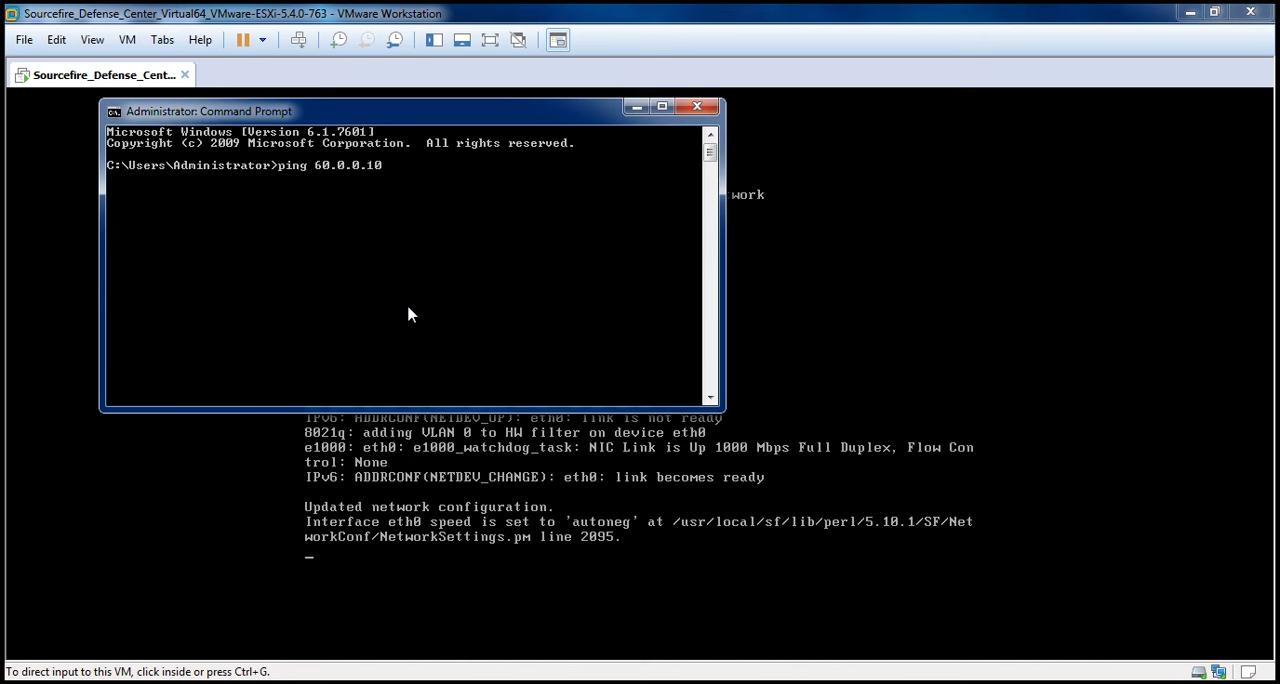 Sourcefire_Defense_Center_Virtual64_VMware-ESXi-5.4.0-763 - VMware Workstation
File Edit View VM Tabs Help
Sourcefire_Defense_Cent...
Administrator: Command Prompt
Microsoft Windows [Version 6.1.7601]
Copyright (c) 2009 Microsoft Corporation.  All rights reserved.
C:\Users\Administrator>ping 60.0.0.10
work
IPv6: ADDRCONF(NETDEV_UP): eth0: link is not ready
8021q: adding VLAN 0 to HW filter on device eth0
e1000: eth0: e1000_watchdog_task: NIC Link is Up 1000 Mbps Full Duplex, Flow Con
trol: None
IPv6: ADDRCONF(NETDEV_CHANGE): eth0: link becomes ready
Updated network configuration.
Interface eth0 speed is set to 'autoneg' at /usr/local/sf/lib/perl/5.10.1/SF/Net
workConf/NetworkSettings.pm line 2095.
To direct input to this VM, click inside or press Ctrl+G.